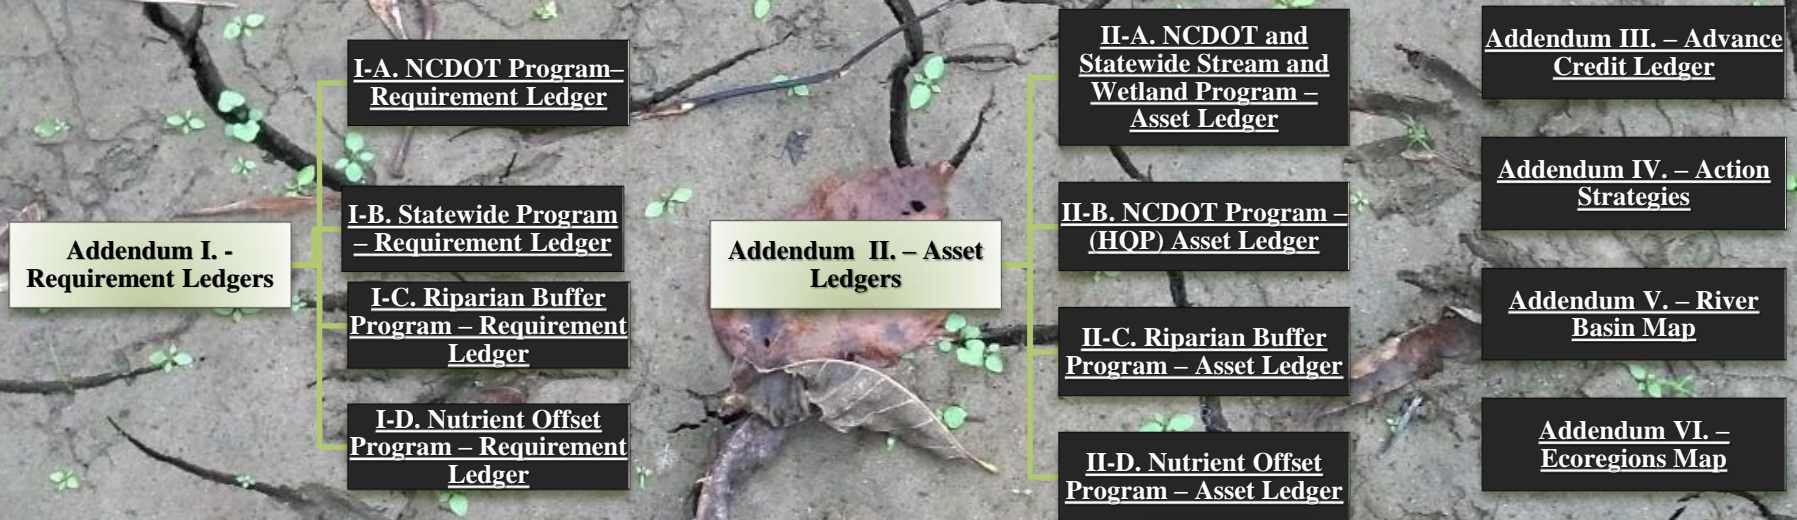 Addendum I. -
Requirement Ledgers
I-A. NCDOT Program–
Requirement Ledger
I-B. Statewide Program
– Requirement Ledger
I-C. Riparian Buffer
Program – Requirement
Ledger
I-D. Nutrient Offset
Program – Requirement
Ledger
Addendum II. – Asset
Ledgers
II-A. NCDOT and
Statewide Stream and
Wetland Program –
Asset Ledger
II-B. NCDOT Program –
(HQP) Asset Ledger
II-C. Riparian Buffer
Program – Asset Ledger
II-D. Nutrient Offset
Program – Asset Ledger
Addendum III. – Advance
Credit Ledger
Addendum IV. – Action
Strategies
Addendum V. – River
Basin Map
Addendum VI. –
Ecoregions Map